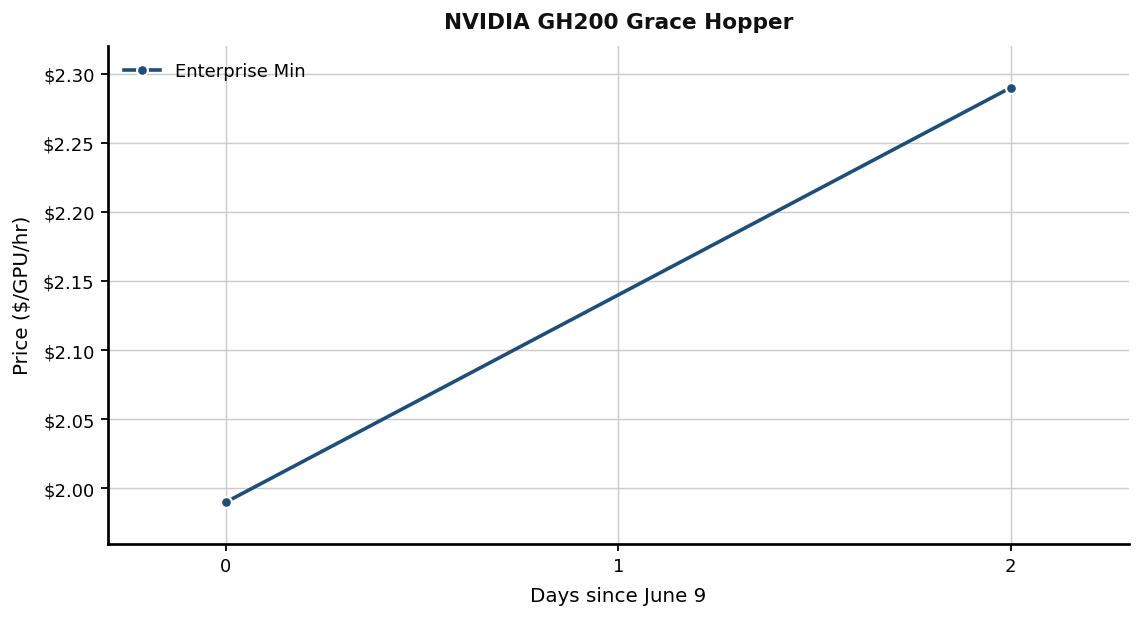 NVIDIA GH200 Grace Hopper
Enterprise Min
Price ($/GPU/hr)
$2.30
$2.25
$2.20
$2.15
$2.10
$2.05
$2.00
0 1 2
Days since June 9